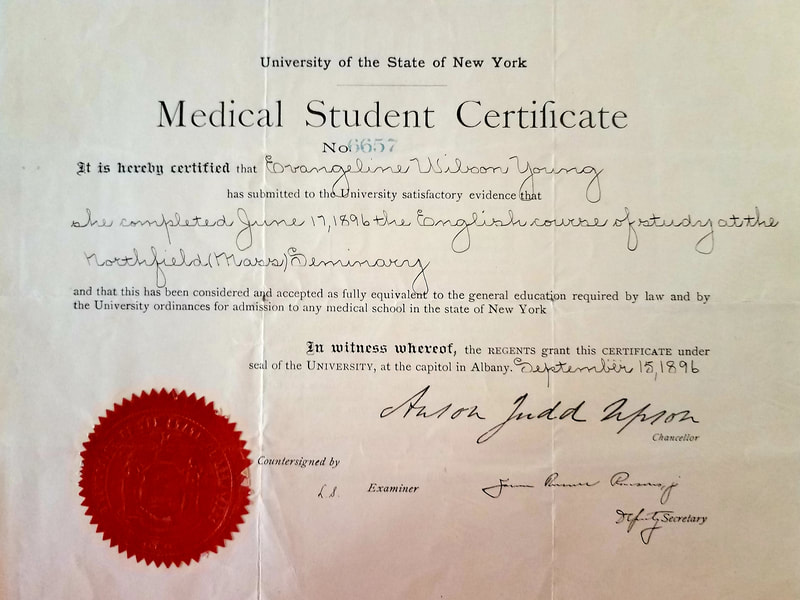 University of the State of New York
Medical Student Certificate
No. 6657
It is hereby certified that Evangeline Wilson Young
has submitted to the University satisfactory evidence that
she completed June 17, 1896 the English course of study at the
Northfield (Mass) Seminary
and that this has been considered and accepted as fully equivalent to the general education required by law and by
the University ordinances for admission to any medical school in the state of New York
In witness whereof, the REGENTS grant this CERTIFICATE under
seal of the UNIVERSITY, at the capitol in Albany. September 15, 1896
Anson Judd Upson
Chancellor
Countersigned by
L.S. Examiner
Deputy Secretary